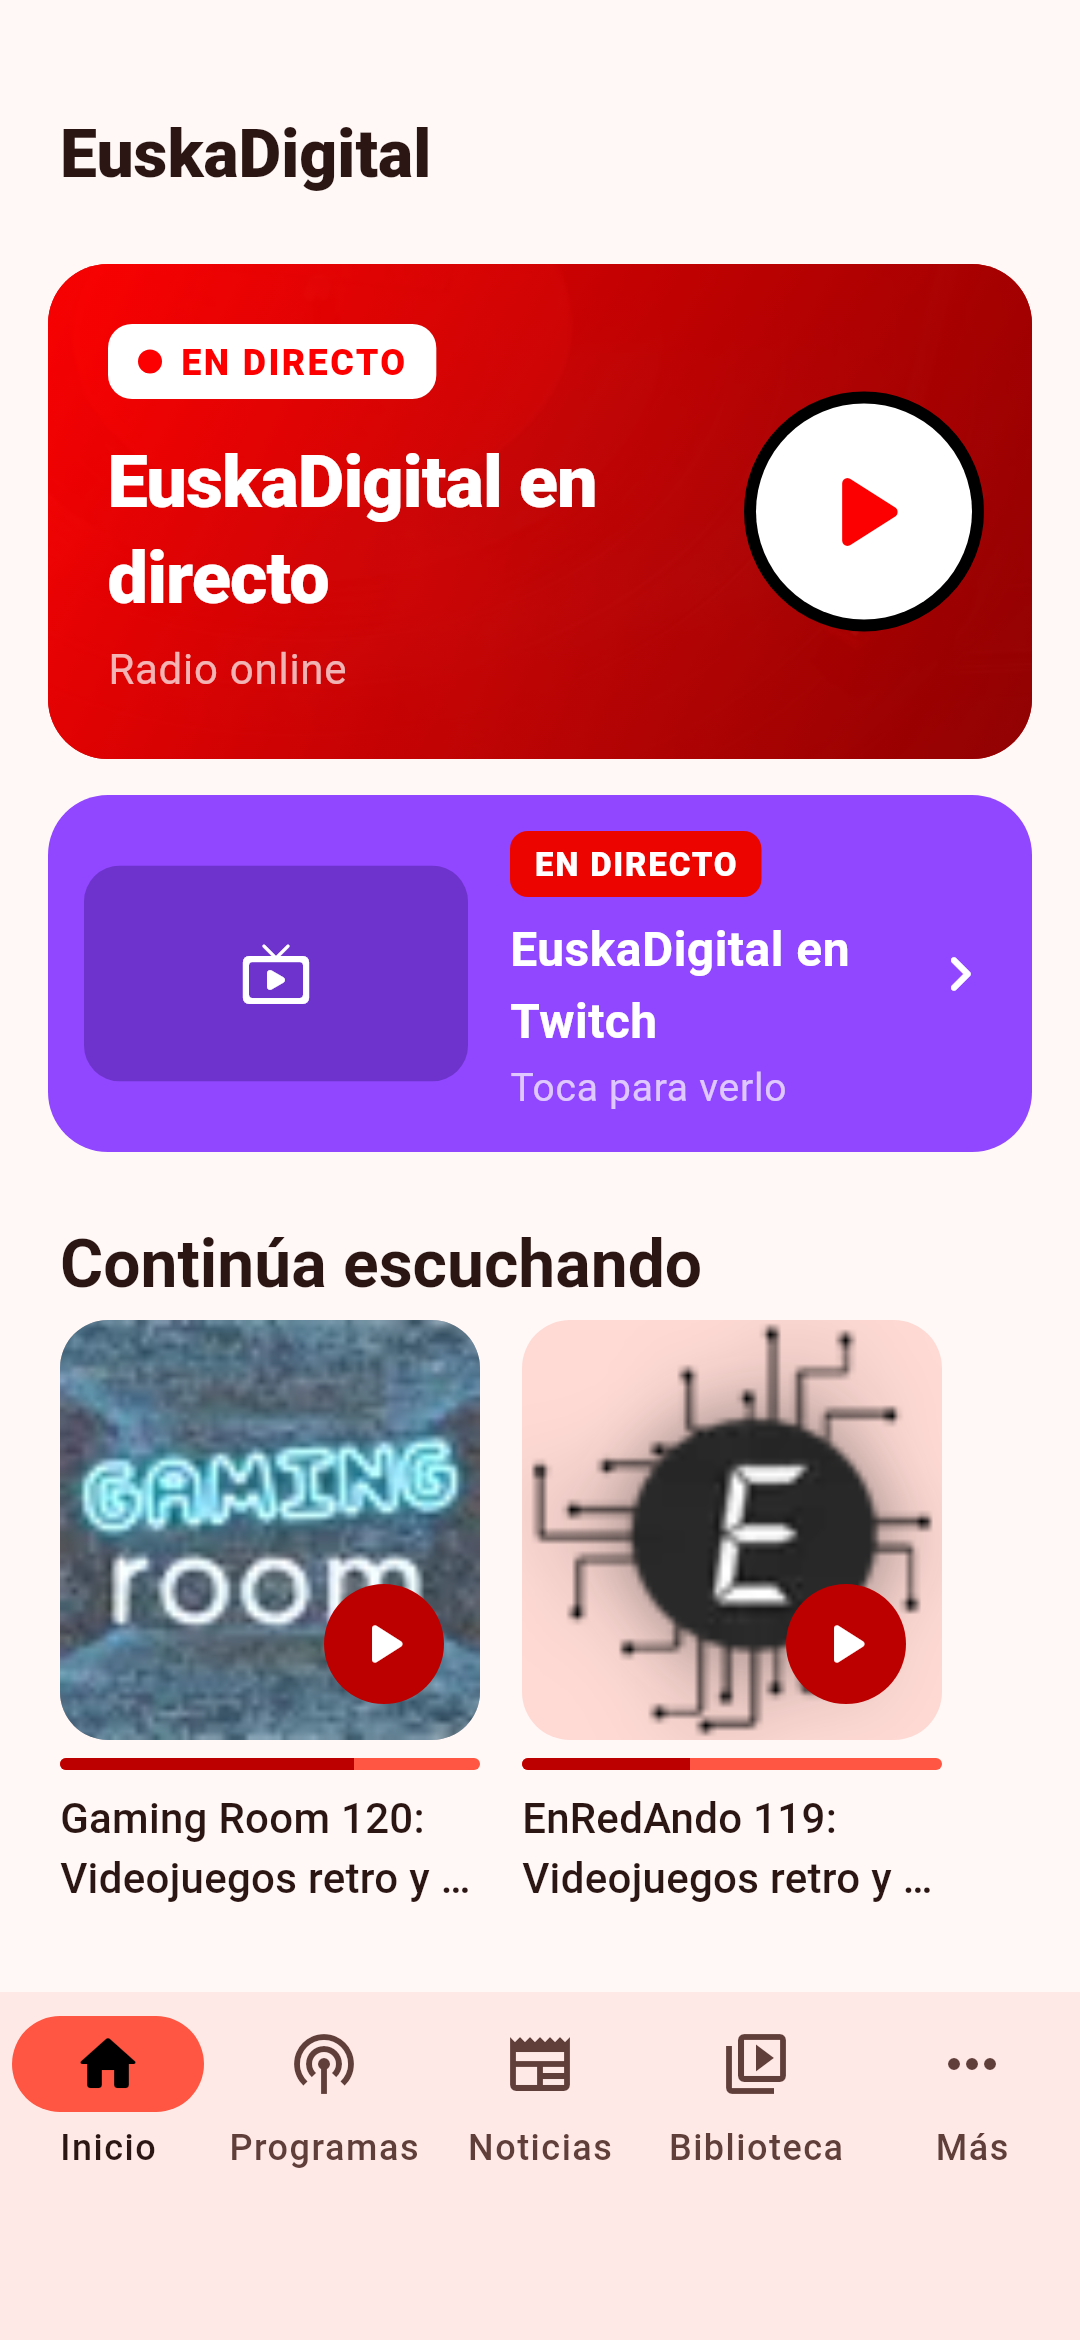 EuskaDigital
EN DIRECTO
EuskaDigital en
directo
Radio online
EN DIRECTO
EuskaDigital en
Twitch
Toca para verlo
Continúa escuchando
GAMING
room
E
Gaming Room 120:
Videojuegos retro y ...
EnRedAndo 119:
Videojuegos retro y ...
Inicio
Programas
Noticias
Biblioteca
Más